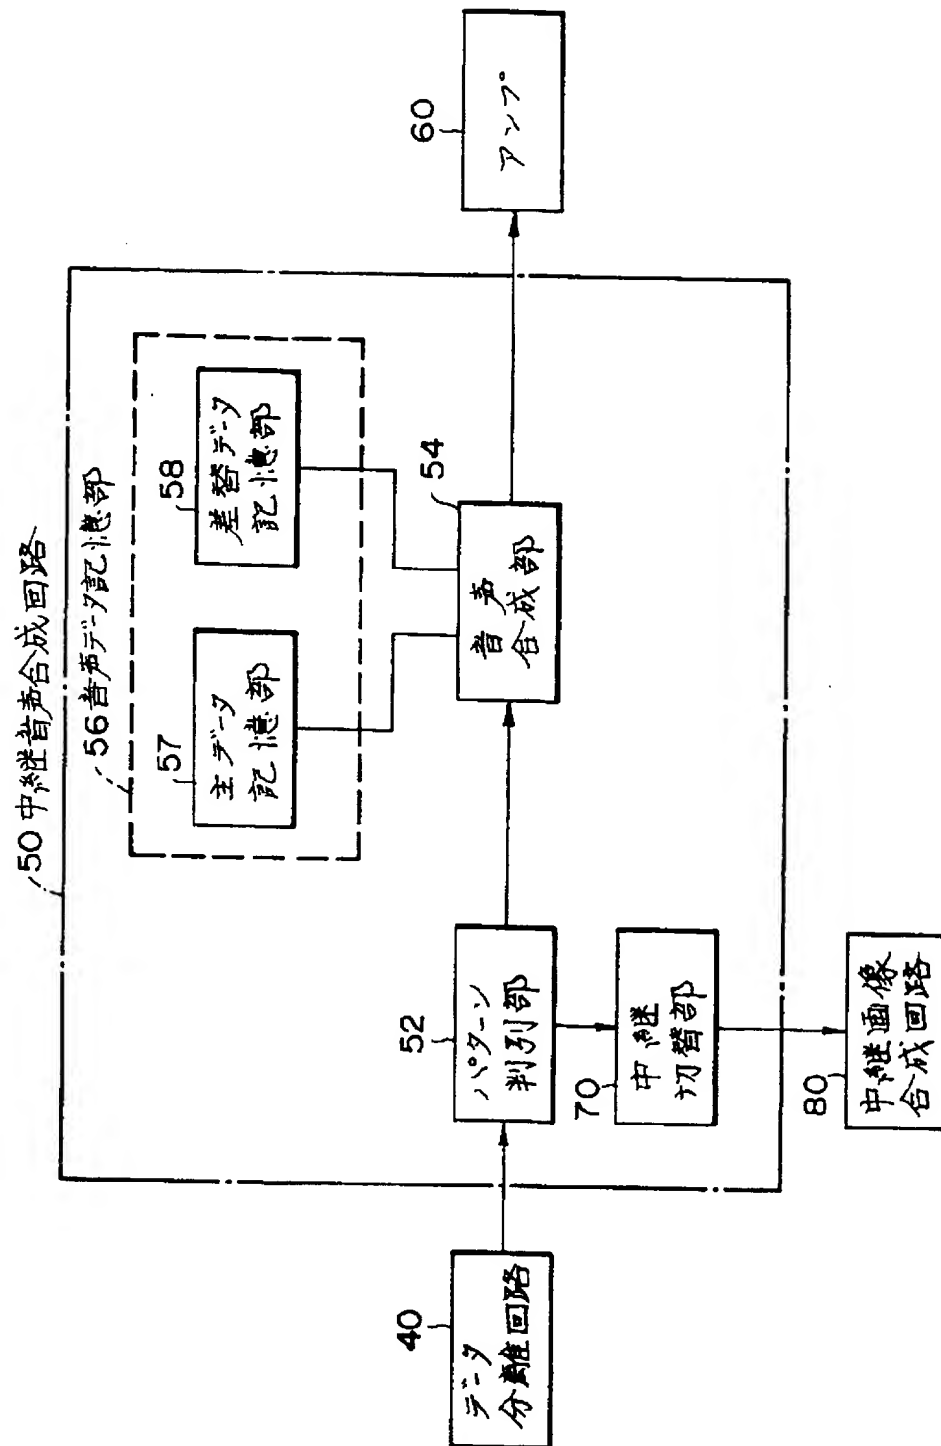 50 中継音声合成回路
56 音声データ記憶部
57
主データ
記憶部
58
差替データ
記憶部
40
データ
分離回路
52
パターン
判別部
54
音声
合成部
60
アンプ
70
中継
切替部
80
中継画像
合成回路